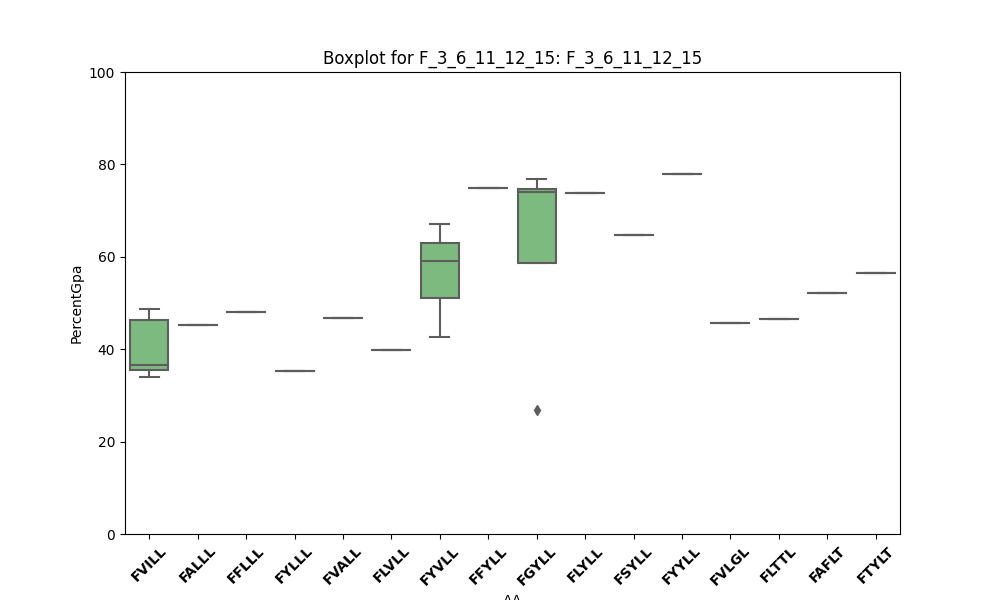 Boxplot for F_3_6_11_12_15: F_3_6_11_12_15
100
80
60
40
20
0
PercentGpa
FVILL FALLL FFLLL FYLLL FVALL FLVLL FYVLL FFYLL FGYLL FLYLL FSYLL FYYLL FVLGL FLTTL FAFLT FTYLT
AA